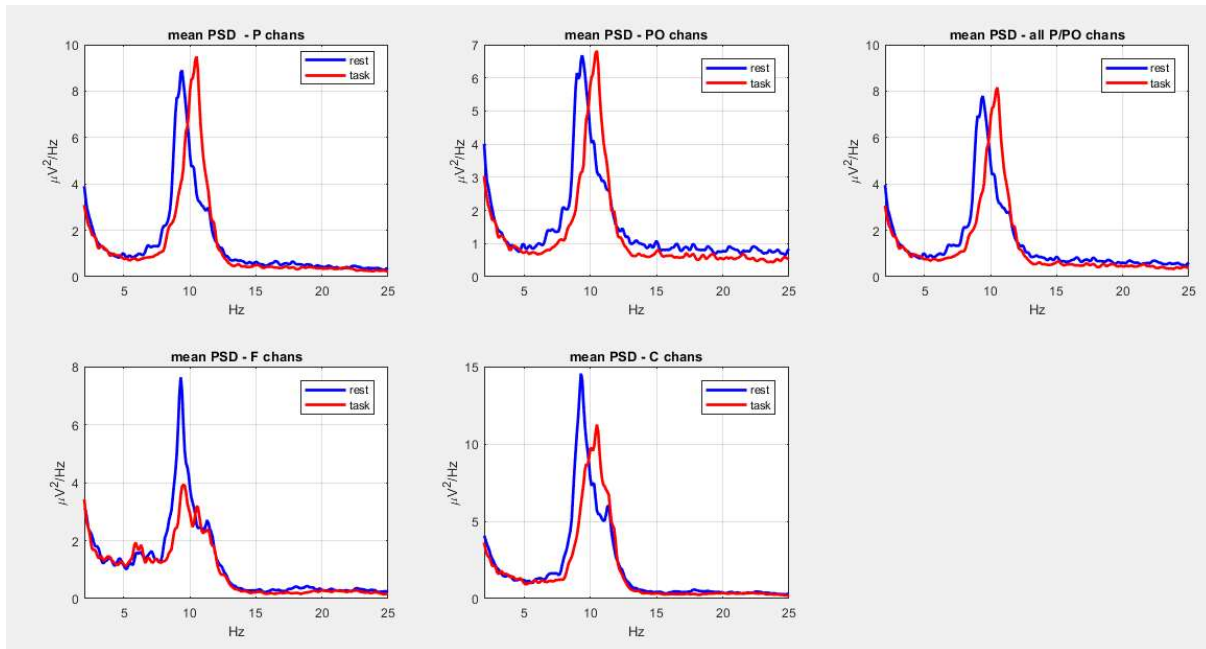 mean PSD  - P chans
10
8
6
4
2
0
µV²/Hz
5 10 15 20 25
Hz
rest
task
mean PSD - PO chans
7
6
5
4
3
2
1
0
µV²/Hz
5 10 15 20 25
Hz
rest
task
mean PSD - all P/PO chans
10
8
6
4
2
0
µV²/Hz
5 10 15 20 25
Hz
rest
task
mean PSD - F chans
8
6
4
2
0
µV²/Hz
5 10 15 20 25
Hz
rest
task
mean PSD - C chans
15
10
5
0
µV²/Hz
5 10 15 20 25
Hz
rest
task